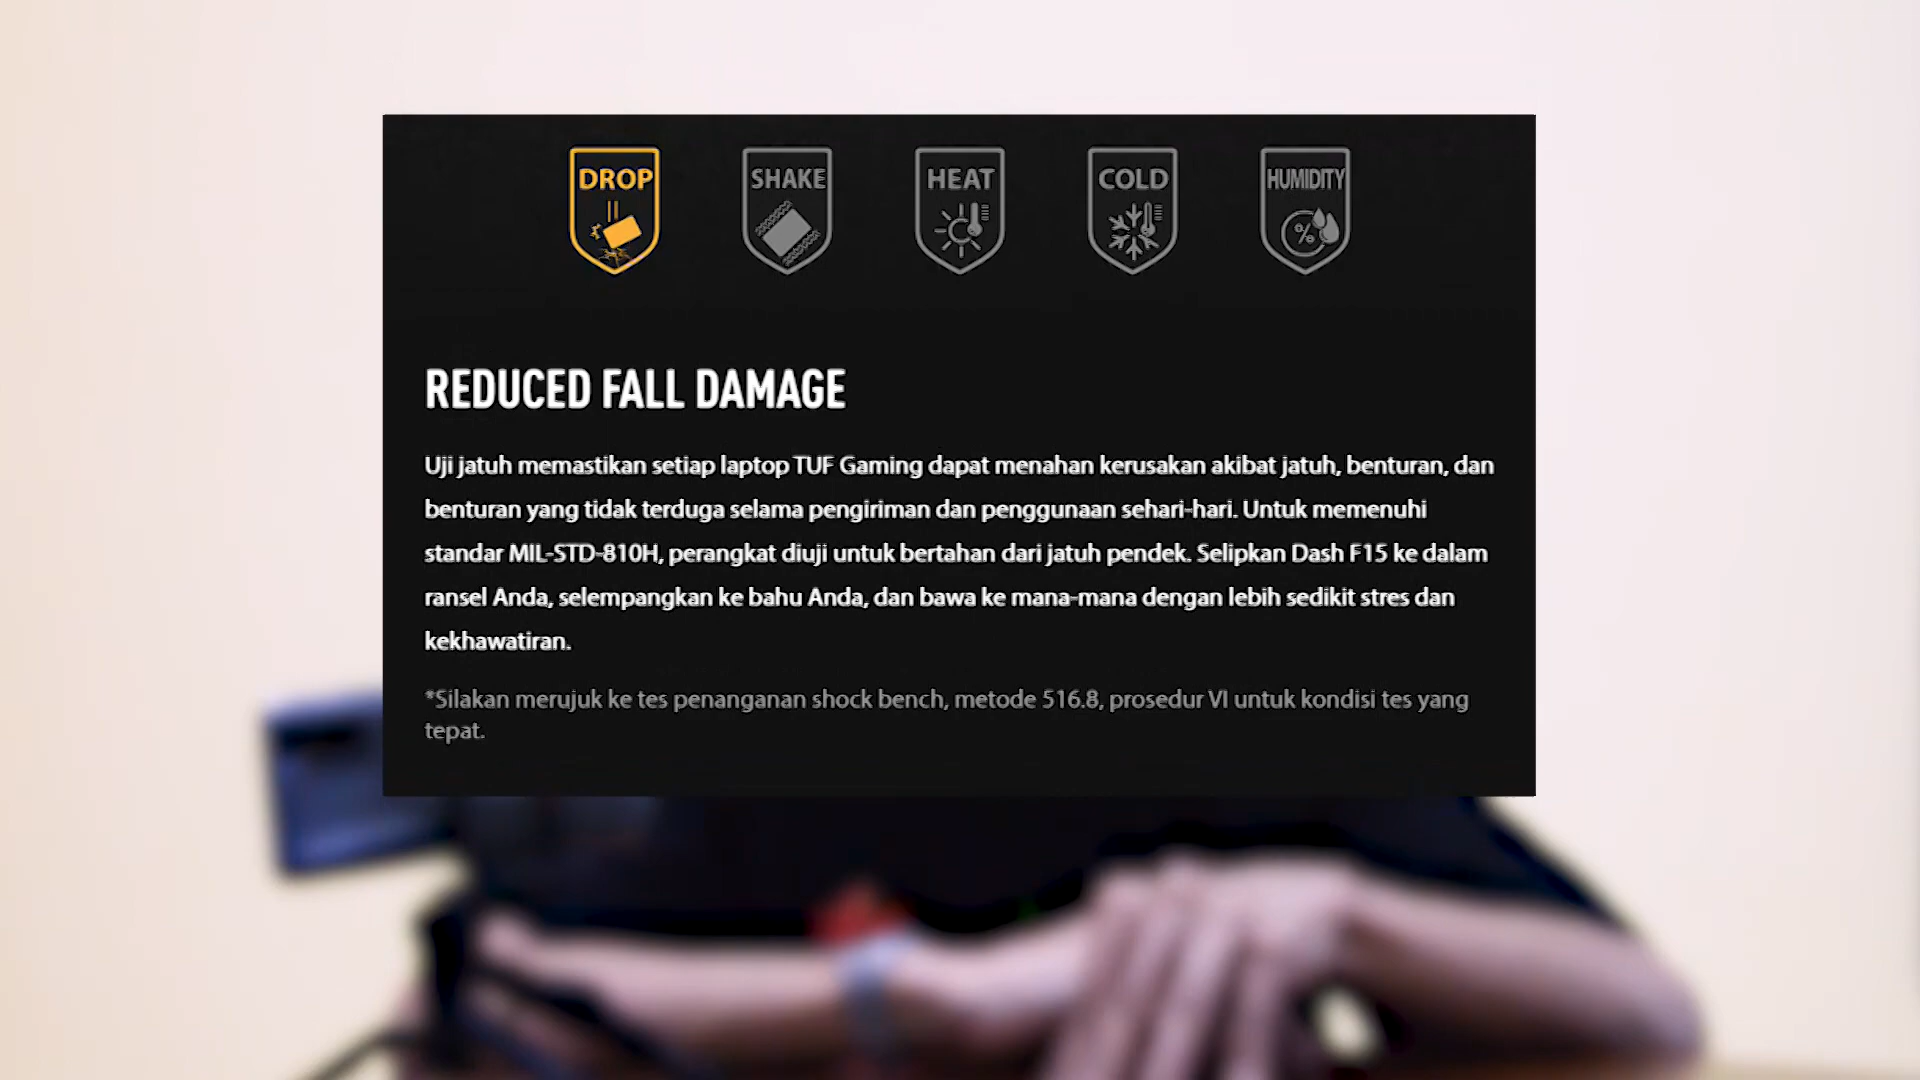 DROP SHAKE HEAT COLD HUMIDITY
%
REDUCED FALL DAMAGE
Uji jatuh memastikan setiap laptop TUF Gaming dapat menahan kerusakan akibat jatuh, benturan, dan
benturan yang tidak terduga selama pengiriman dan penggunaan sehari-hari. Untuk memenuhi
standar MIL-STD-810H, perangkat diuji untuk bertahan dari jatuh pendek. Selipkan Dash F15 ke dalam
ransel Anda, selempangkan ke bahu Anda, dan bawa ke mana-mana dengan lebih sedikit stres dan
kekhawatiran.
*Silakan merujuk ke tes penanganan shock bench, metode 516.8, prosedur VI untuk kondisi tes yang
tepat.